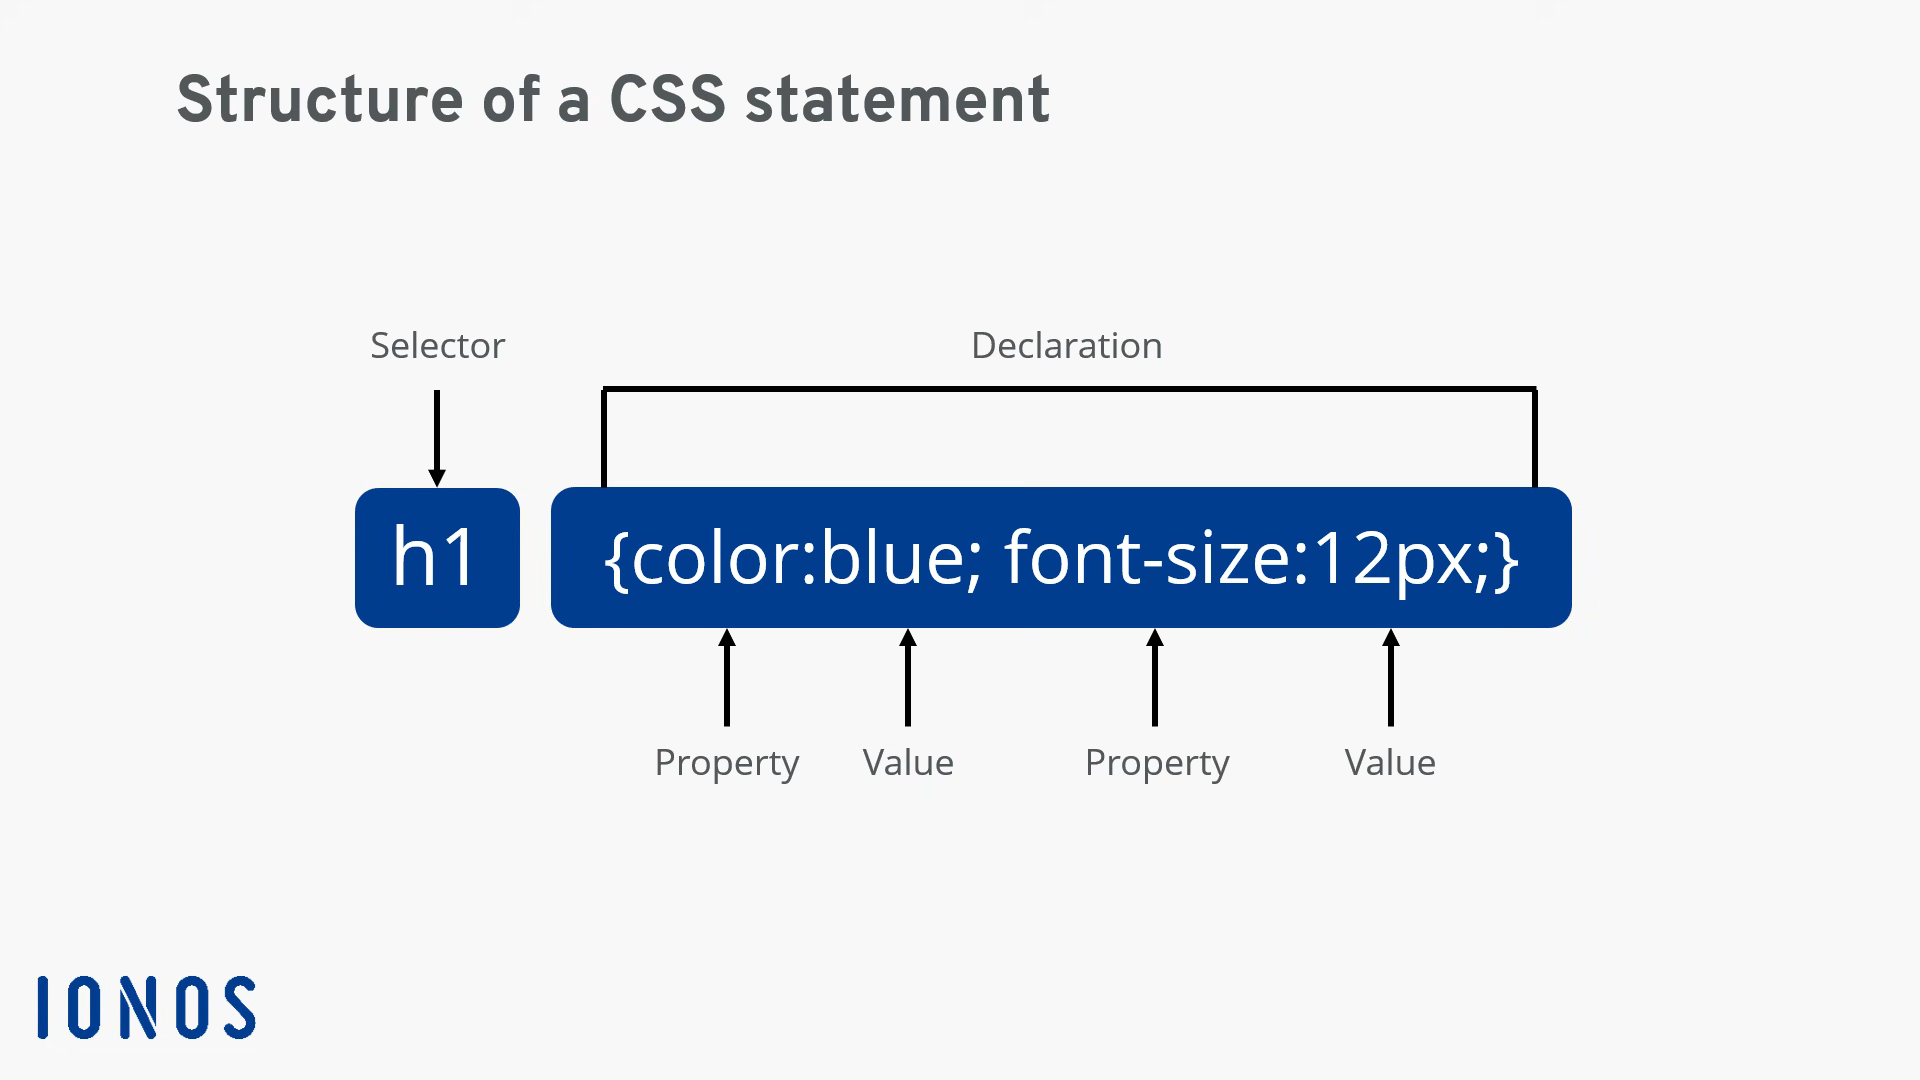 Structure of a CSS statement
Selector
Declaration
h1
{color:blue; font-size:12px;}
Property
Value
Property
Value
IONOS